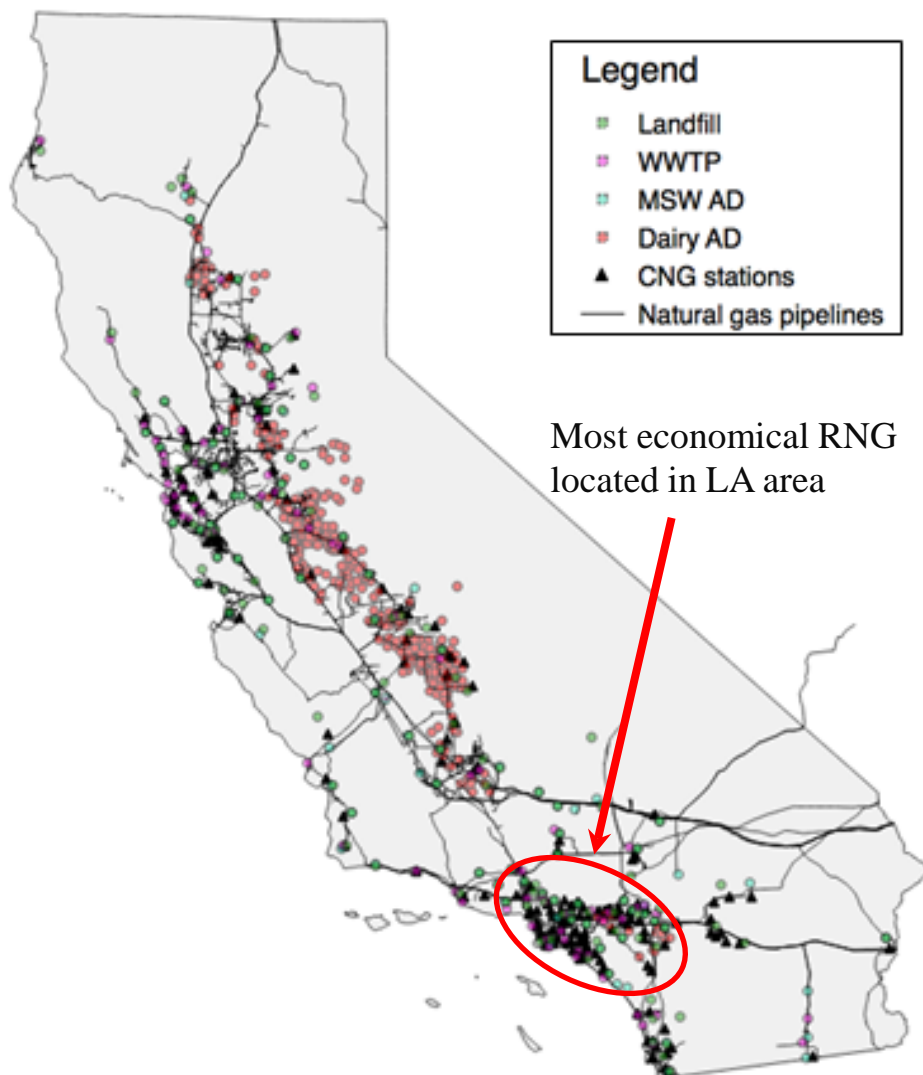 Legend
Landfill
WWTP
MSW AD
Dairy AD
CNG stations
Natural gas pipelines
Most economical RNG
located in LA area